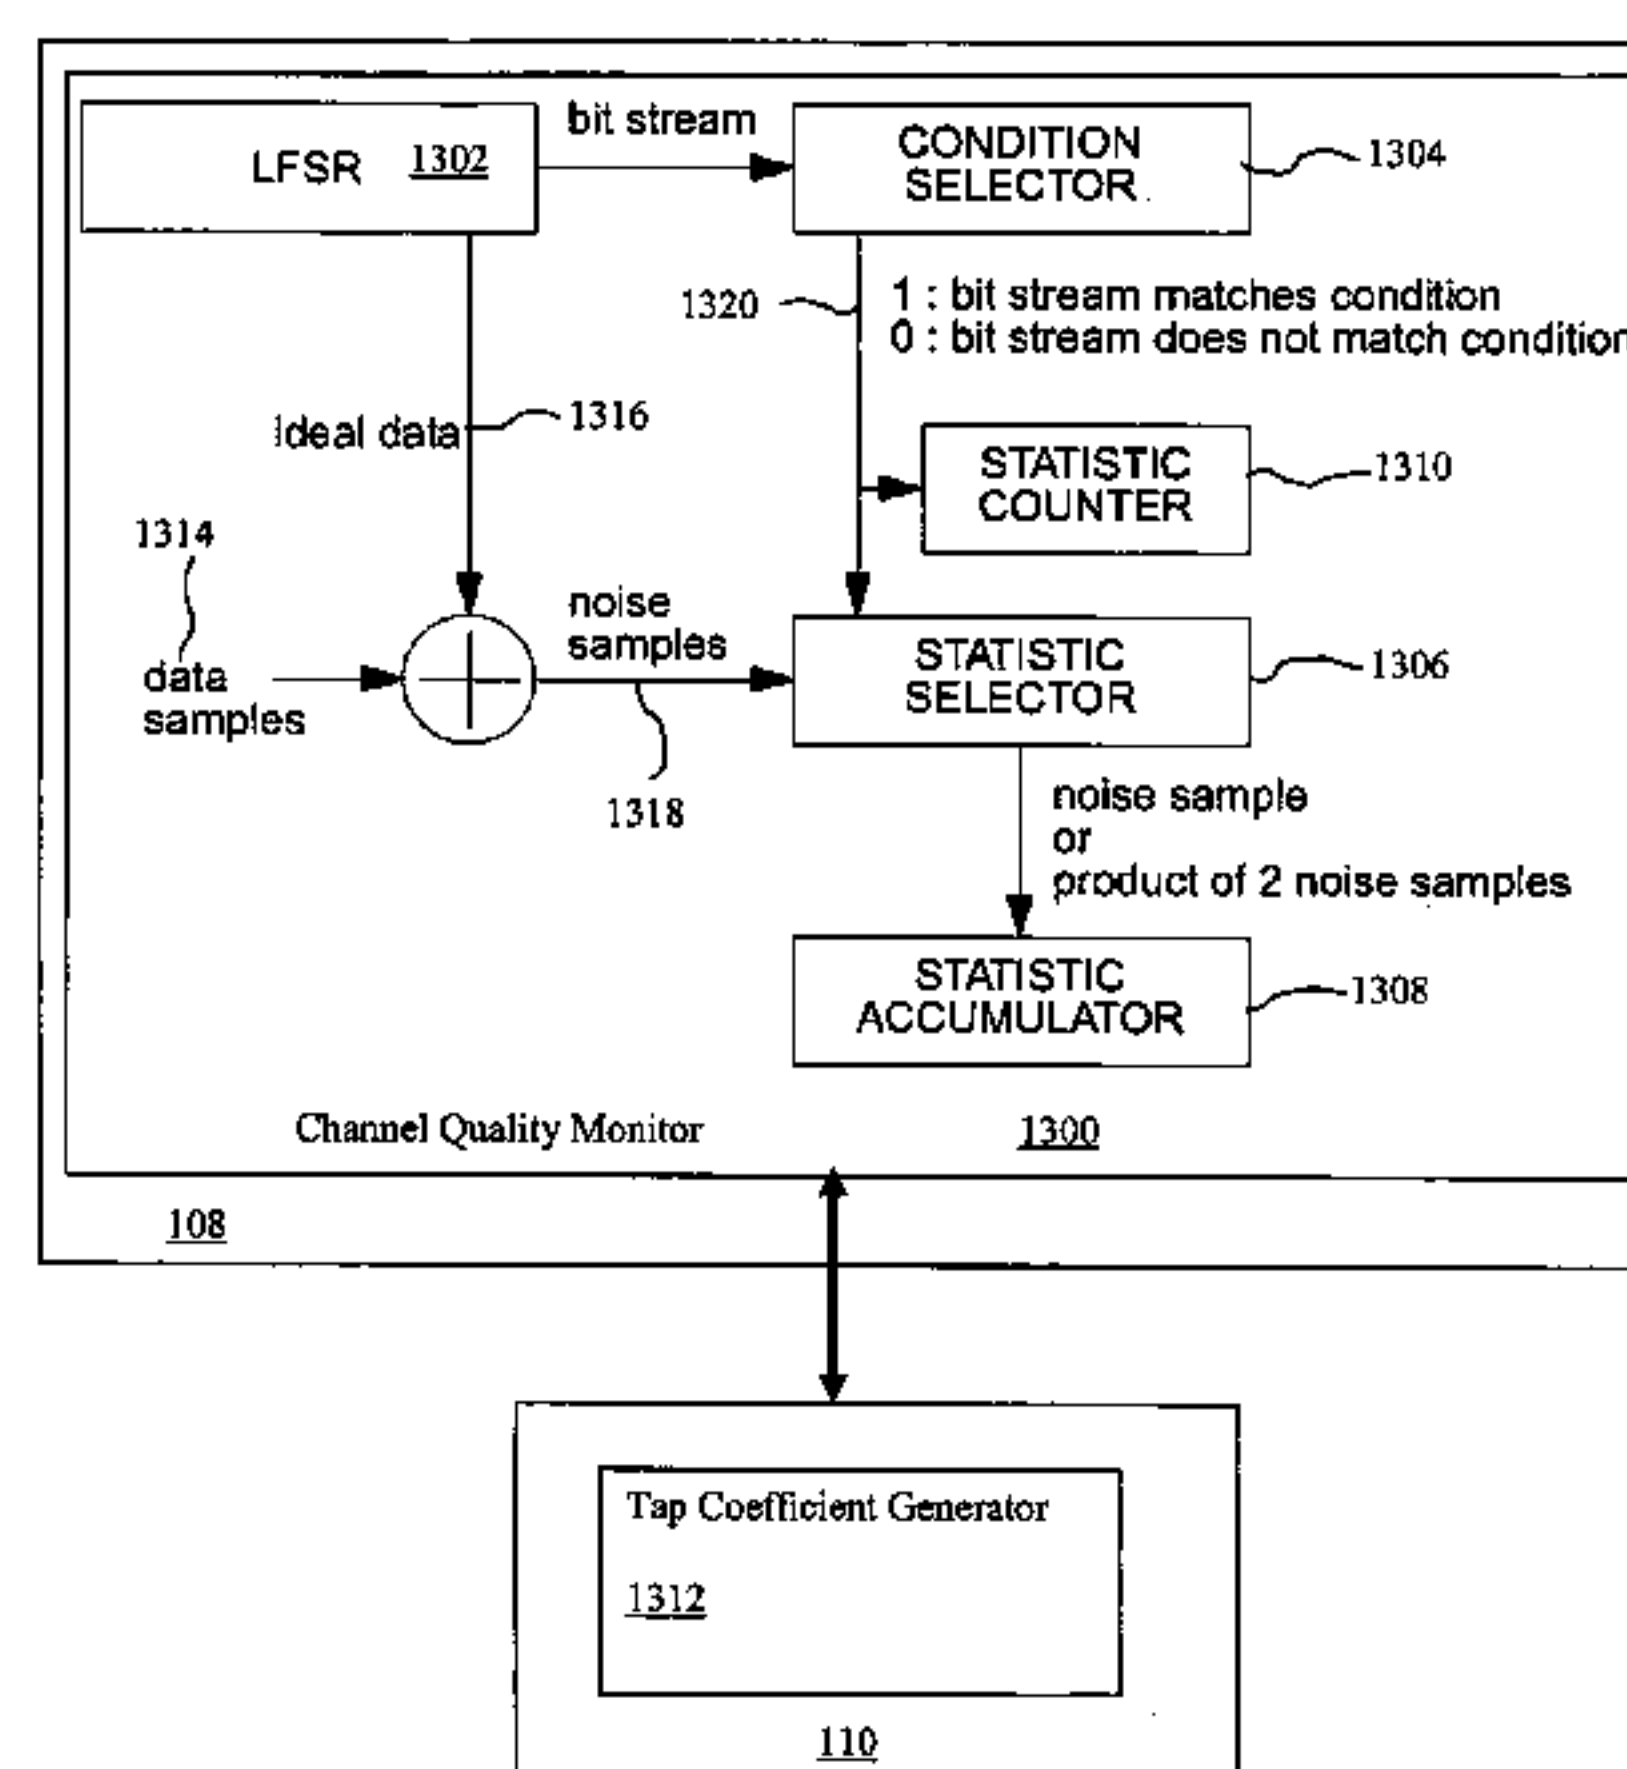 LFSR 1302
bit stream
CONDITION
SELECTOR
1304
1320
1 : bit stream matches condition
0 : bit stream does not match condition
Ideal data
1316
STATISTIC
COUNTER
1310
1314
data
samples
noise
samples
1318
STATISTIC
SELECTOR
1306
noise sample
or
product of 2 noise samples
STATISTIC
ACCUMULATOR
1308
Channel Quality Monitor
1300
108
Tap Coefficient Generator
1312
110